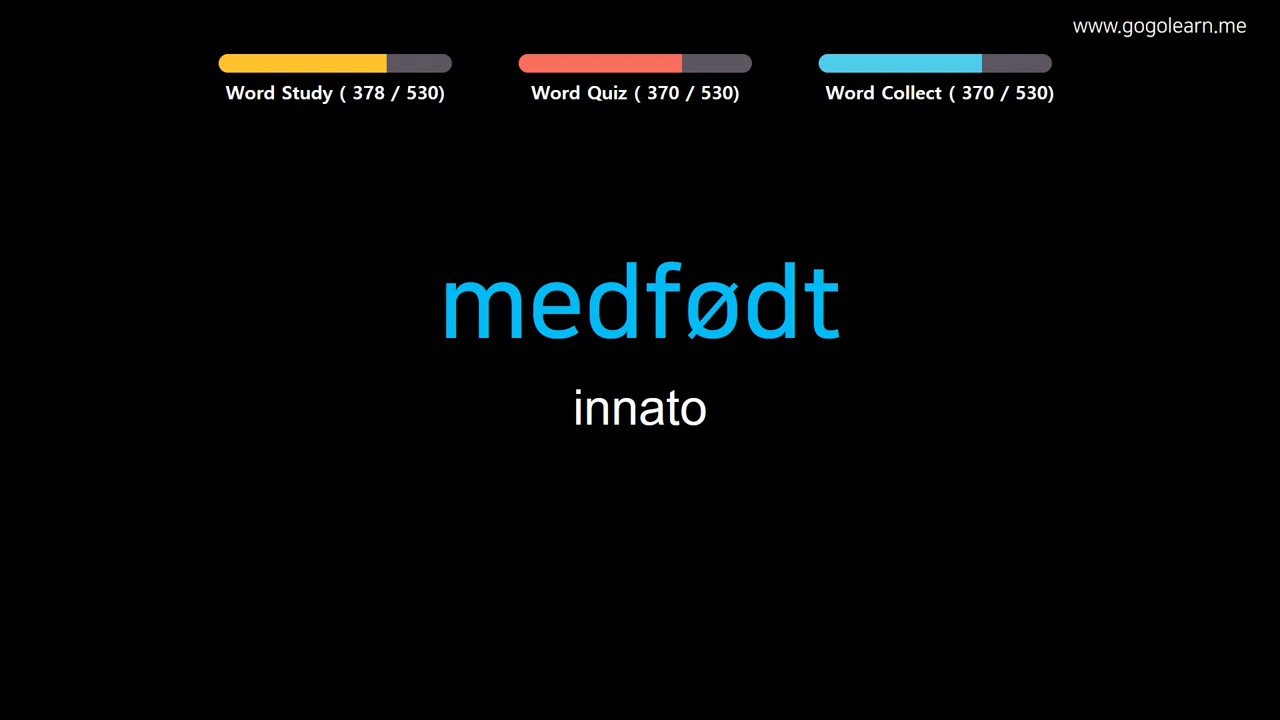 www.gogolearn.me
Word Study ( 378 / 530)
Word Quiz ( 370 / 530)
Word Collect ( 370 / 530)
medfødt
innato